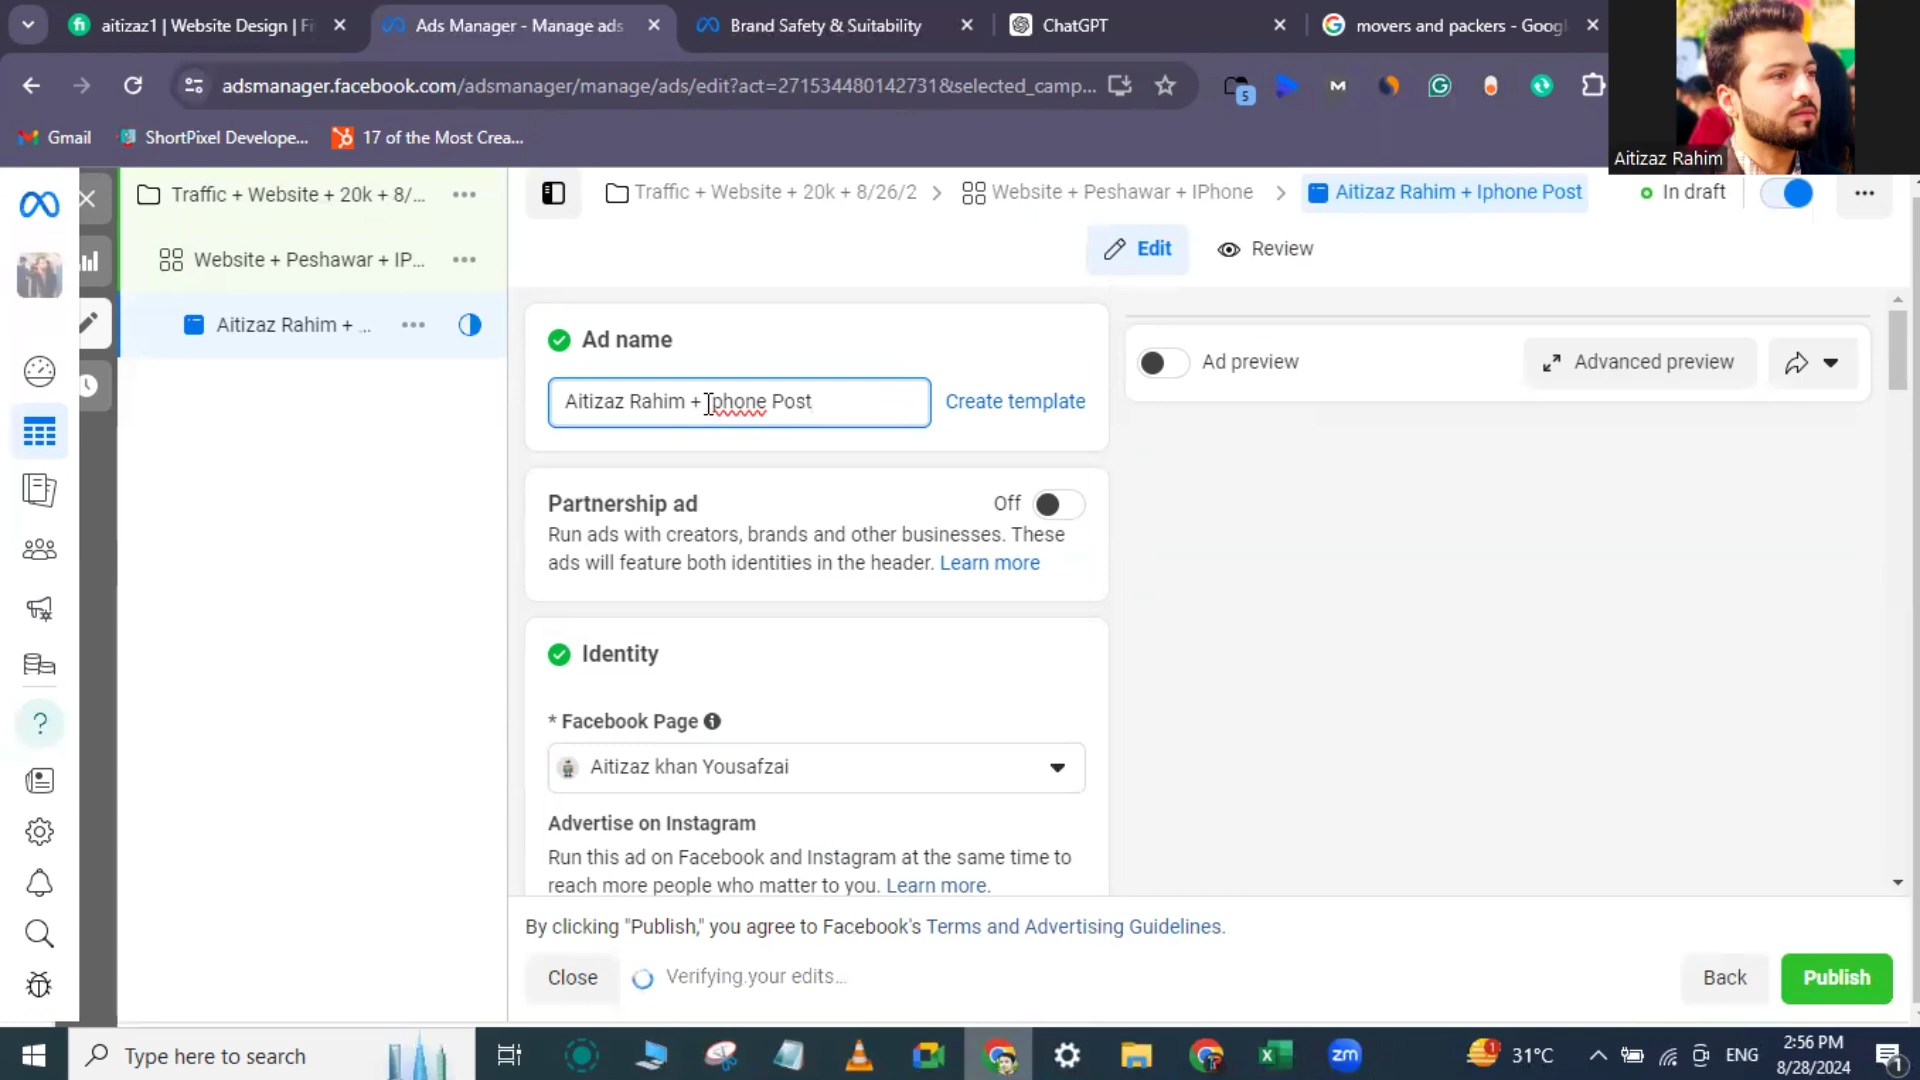 aitizaz1 | Website Design | Fi
Ads Manager - Manage ads
Brand Safety & Suitability
ChatGPT
movers and packers - Googl
adsmanager.facebook.com/adsmanager/manage/ads/edit?act=271534480142731&selected_camp...
5
Gmail
ShortPixel Develope...
17 of the Most Crea...
Aitizaz Rahim
Traffic + Website + 20k + 8/...
Website + Peshawar + IP...
Aitizaz Rahim + ...
Traffic + Website + 20k + 8/26/2
Website + Peshawar + IPhone
Aitizaz Rahim + Iphone Post
In draft
Edit
Review
Ad name
Aitizaz Rahim + Iphone Post
Create template
Ad preview
Advanced preview
Partnership ad
Off
Run ads with creators, brands and other businesses. These
ads will feature both identities in the header. Learn more
Identity
* Facebook Page
Aitizaz khan Yousafzai
Advertise on Instagram
Run this ad on Facebook and Instagram at the same time to
reach more people who matter to you. Learn more.
By clicking "Publish," you agree to Facebook's Terms and Advertising Guidelines.
Close
Verifying your edits...
Back
Publish
Type here to search
zm
1
31°C
ENG
2:56 PM
8/28/2024
1